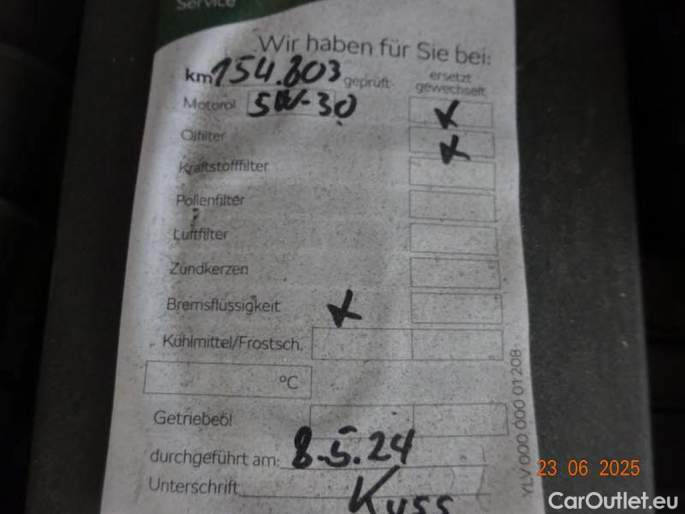 Service
Wir haben für Sie bei:
km 154.803 geprüft ersetzt gewechselt
Motoröl 5W-30
Ölfilter
Kraftstofffilter
Pollenfilter
Luftfilter
Zündkerzen
Bremsflüssigkeit
Kühlmittel/Frostsch.
°C
Getriebeöl
durchgeführt am: 8.5.24
Unterschrift Kuss
YLV 000 000 01 208
23 06 2025
CarOutlet.eu